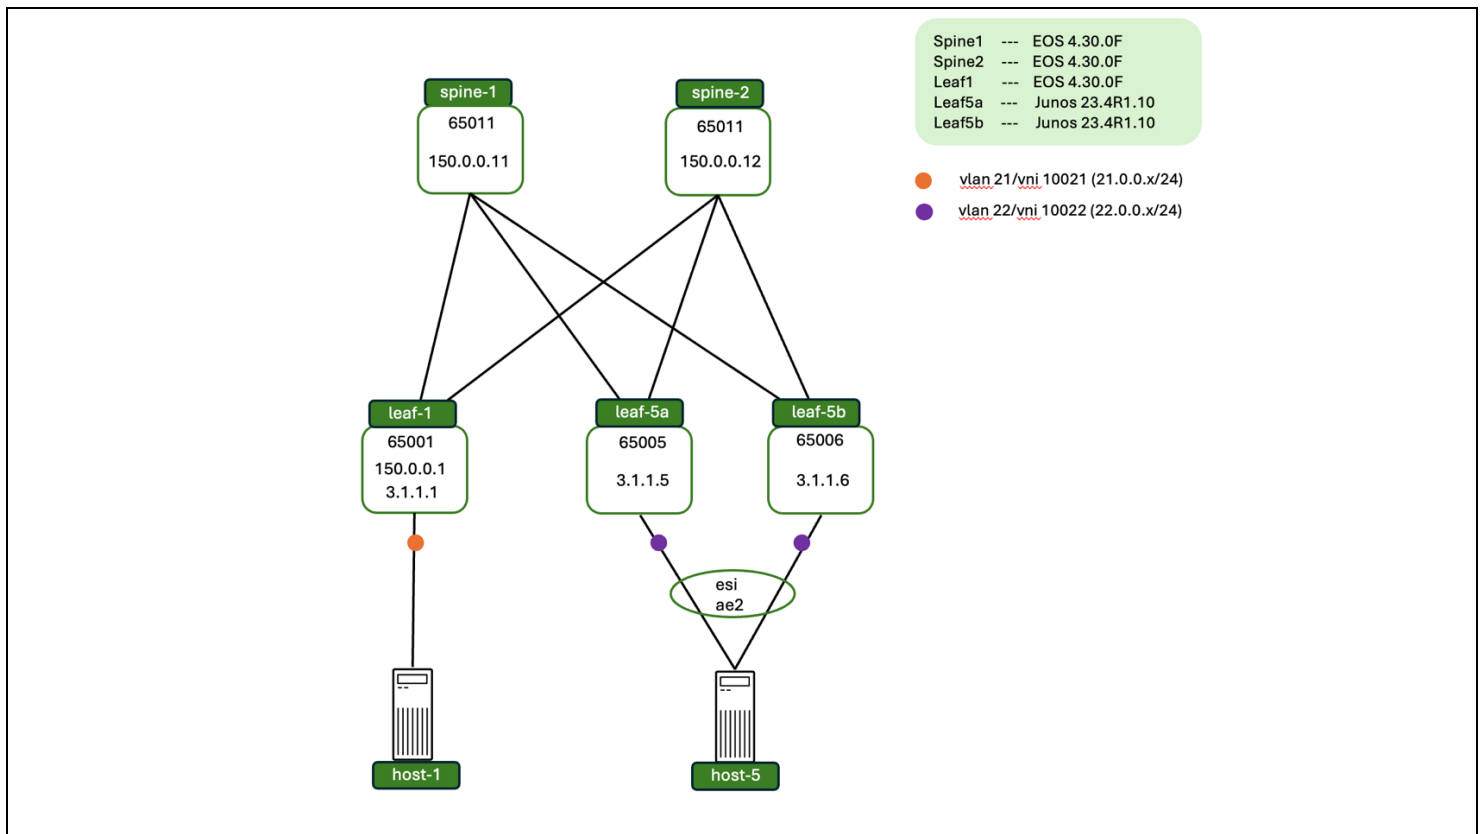 spine-1
65011
150.0.0.11
spine-2
65011
150.0.0.12
Spine1 --- EOS 4.30.0F
Spine2 --- EOS 4.30.0F
Leaf1 --- EOS 4.30.0F
Leaf5a --- Junos 23.4R1.10
Leaf5b --- Junos 23.4R1.10
vlan 21/vni 10021 (21.0.0.x/24)
vlan 22/vni 10022 (22.0.0.x/24)
leaf-1
65001
150.0.0.1
3.1.1.1
leaf-5a
65005
3.1.1.5
leaf-5b
65006
3.1.1.6
esi
ae2
host-1
host-5